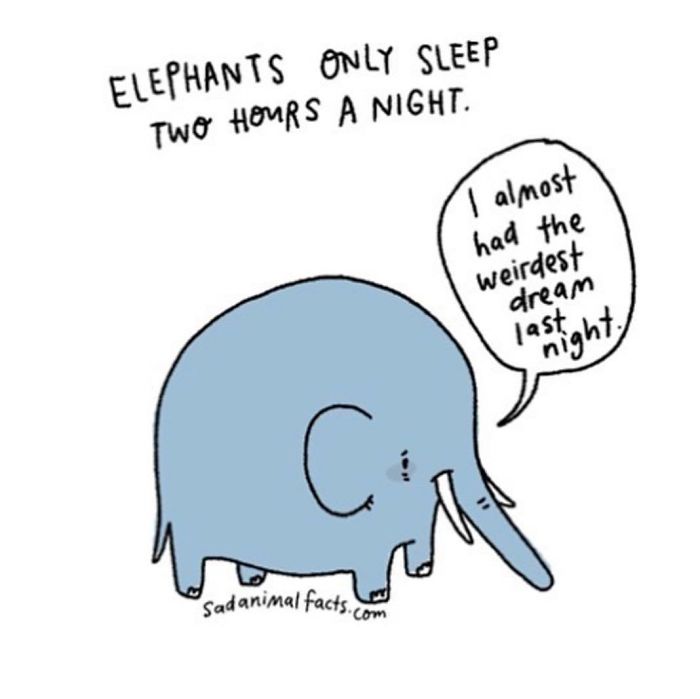 ELEPHANTS ONLY SLEEP
TWO HOURS A NIGHT.
I almost
had the
weirdest
dream
last
night.
Sadanimalfacts.com